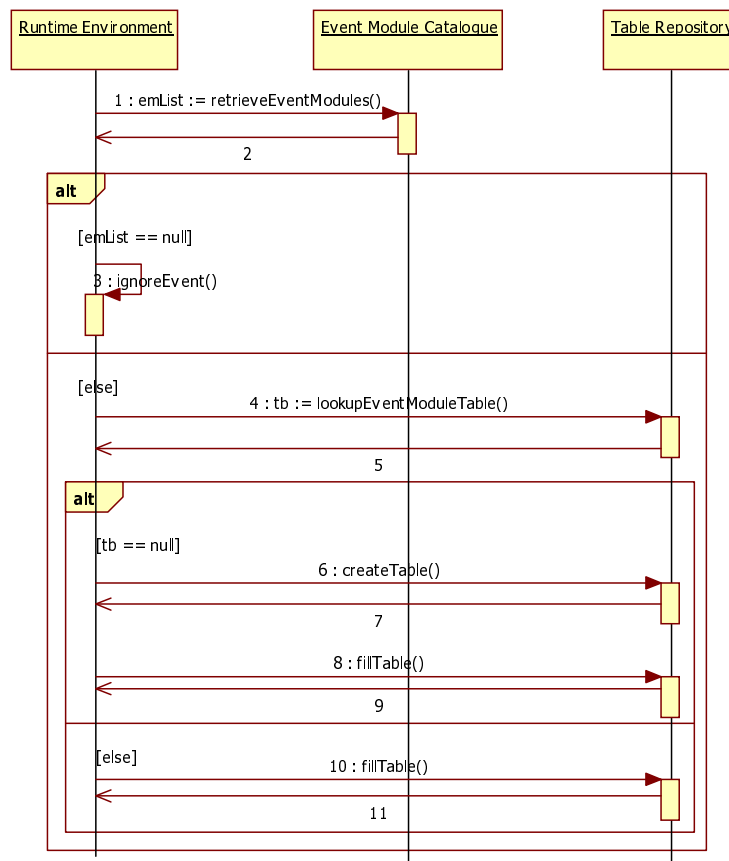 Runtime Environment
Event Module Catalogue
Table Repository
1 : emList := retrieveEventModules()
2
alt
[emList == null]
3 : ignoreEvent()
[else]
4 : tb := lookupEventModuleTable()
5
alt
[tb == null]
6 : createTable()
7
8 : fillTable()
9
[else]
10 : fillTable()
11